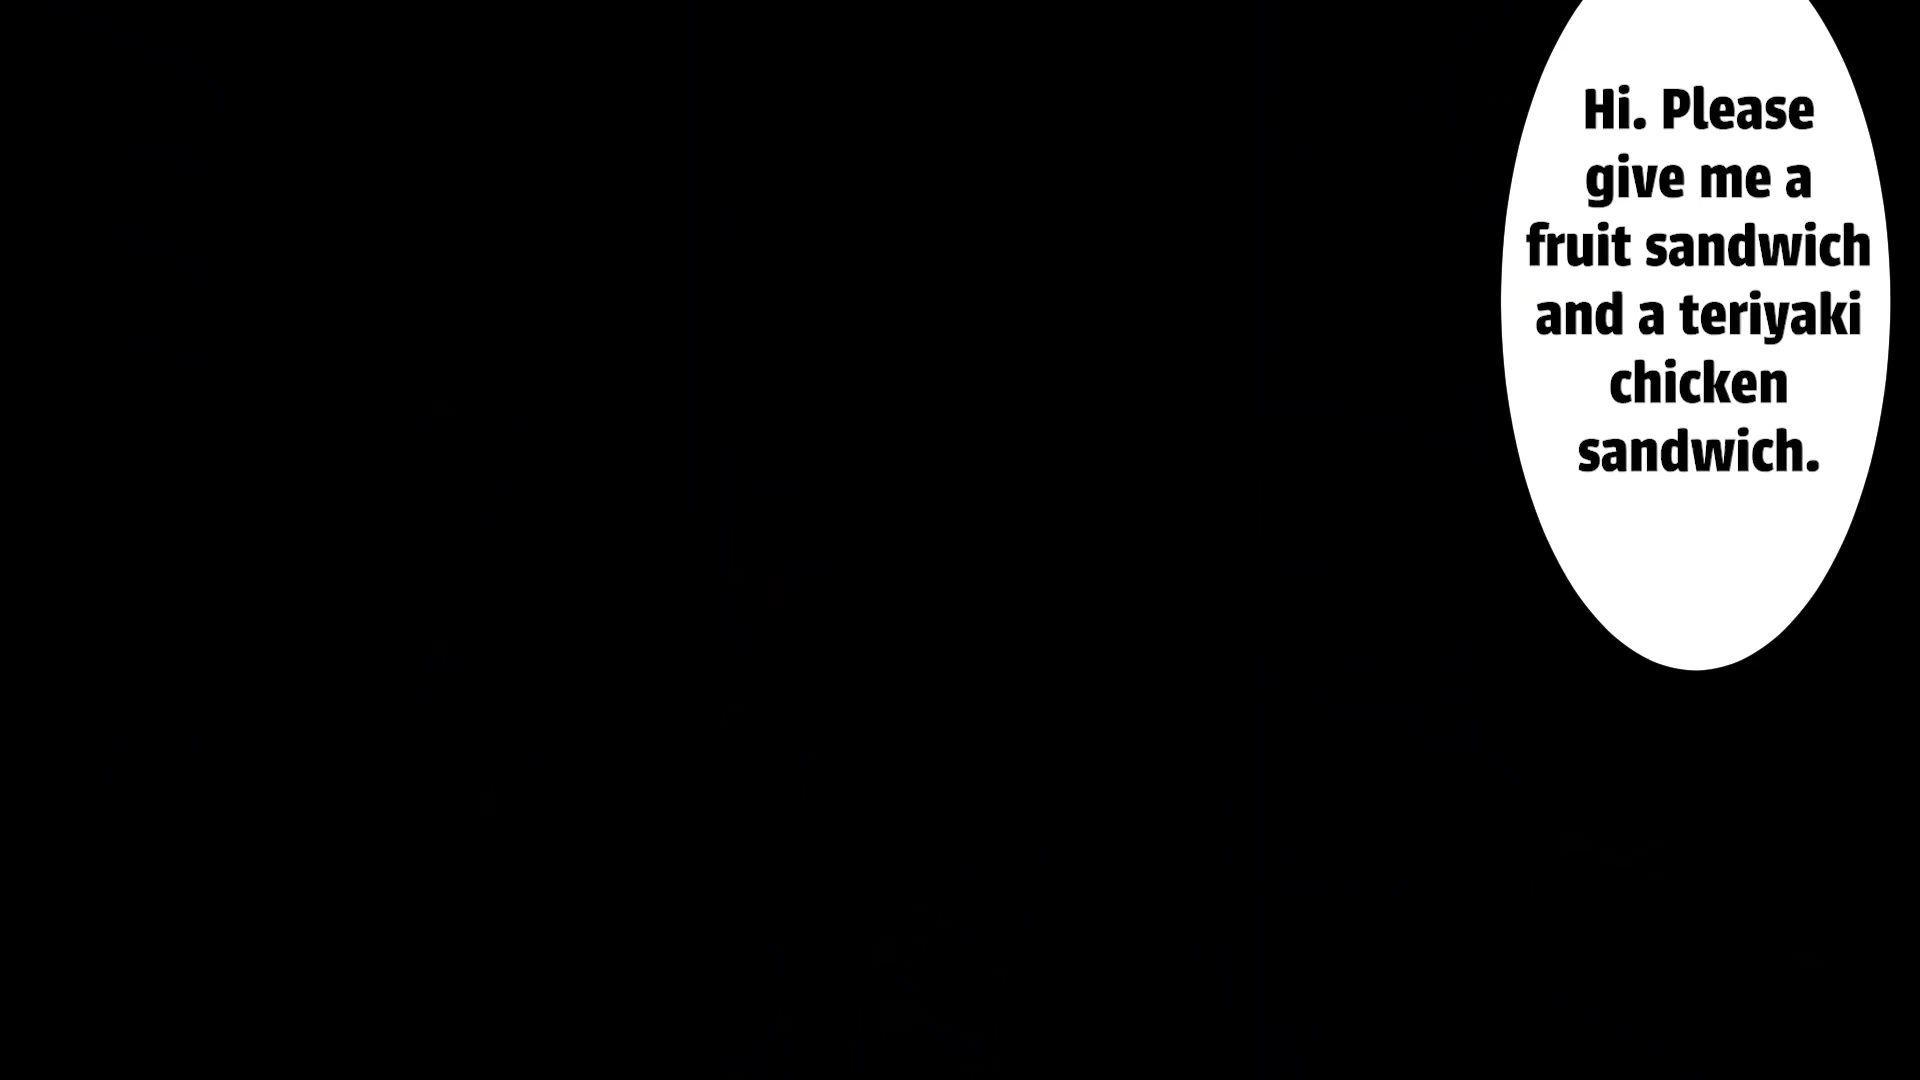 Hi. Please
give me a
fruit sandwich
and a teriyaki
chicken
sandwich.